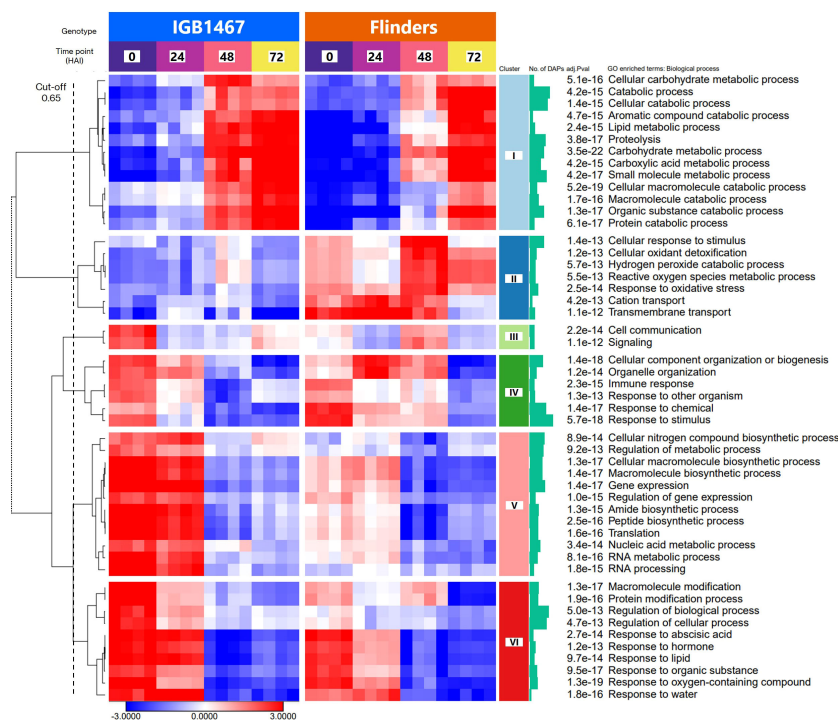 Genotype IGB1467 Flinders
Time point (HAI) 0 24 48 72 0 24 48 72
Cluster No. of DAPs adj.Pval GO enriched terms: Biological process
Cut-off
0.65
I
5.1e-16 Cellular carbohydrate metabolic process
4.2e-15 Catabolic process
1.4e-15 Cellular catabolic process
4.7e-15 Aromatic compound catabolic process
2.4e-15 Lipid metabolic process
3.8e-17 Proteolysis
3.5e-22 Carbohydrate metabolic process
4.2e-15 Carboxylic acid metabolic process
4.2e-17 Small molecule metabolic process
5.2e-19 Cellular macromolecule catabolic process
1.7e-16 Macromolecule catabolic process
1.3e-17 Organic substance catabolic process
6.1e-17 Protein catabolic process
II
1.4e-13 Cellular response to stimulus
1.2e-13 Cellular oxidant detoxification
5.7e-13 Hydrogen peroxide catabolic process
5.5e-13 Reactive oxygen species metabolic process
2.5e-14 Response to oxidative stress
4.2e-13 Cation transport
1.1e-12 Transmembrane transport
III
2.2e-14 Cell communication
1.1e-12 Signaling
IV
1.4e-18 Cellular component organization or biogenesis
1.2e-14 Organelle organization
2.3e-15 Immune response
1.3e-13 Response to other organism
1.4e-17 Response to chemical
5.7e-18 Response to stimulus
V
8.9e-14 Cellular nitrogen compound biosynthetic process
9.2e-13 Regulation of metabolic process
1.3e-17 Cellular macromolecule biosynthetic process
1.4e-17 Macromolecule biosynthetic process
1.4e-17 Gene expression
1.0e-15 Regulation of gene expression
1.3e-15 Amide biosynthetic process
2.5e-16 Peptide biosynthetic process
1.6e-16 Translation
3.4e-14 Nucleic acid metabolic process
8.1e-16 RNA metabolic process
1.8e-15 RNA processing
VI
1.3e-17 Macromolecule modification
1.9e-16 Protein modification process
5.0e-13 Regulation of biological process
4.7e-13 Regulation of cellular process
2.7e-14 Response to abscisic acid
1.2e-13 Response to hormone
9.7e-14 Response to lipid
9.5e-17 Response to organic substance
1.3e-19 Response to oxygen-containing compound
1.8e-16 Response to water
-3.0000 0.0000 3.0000